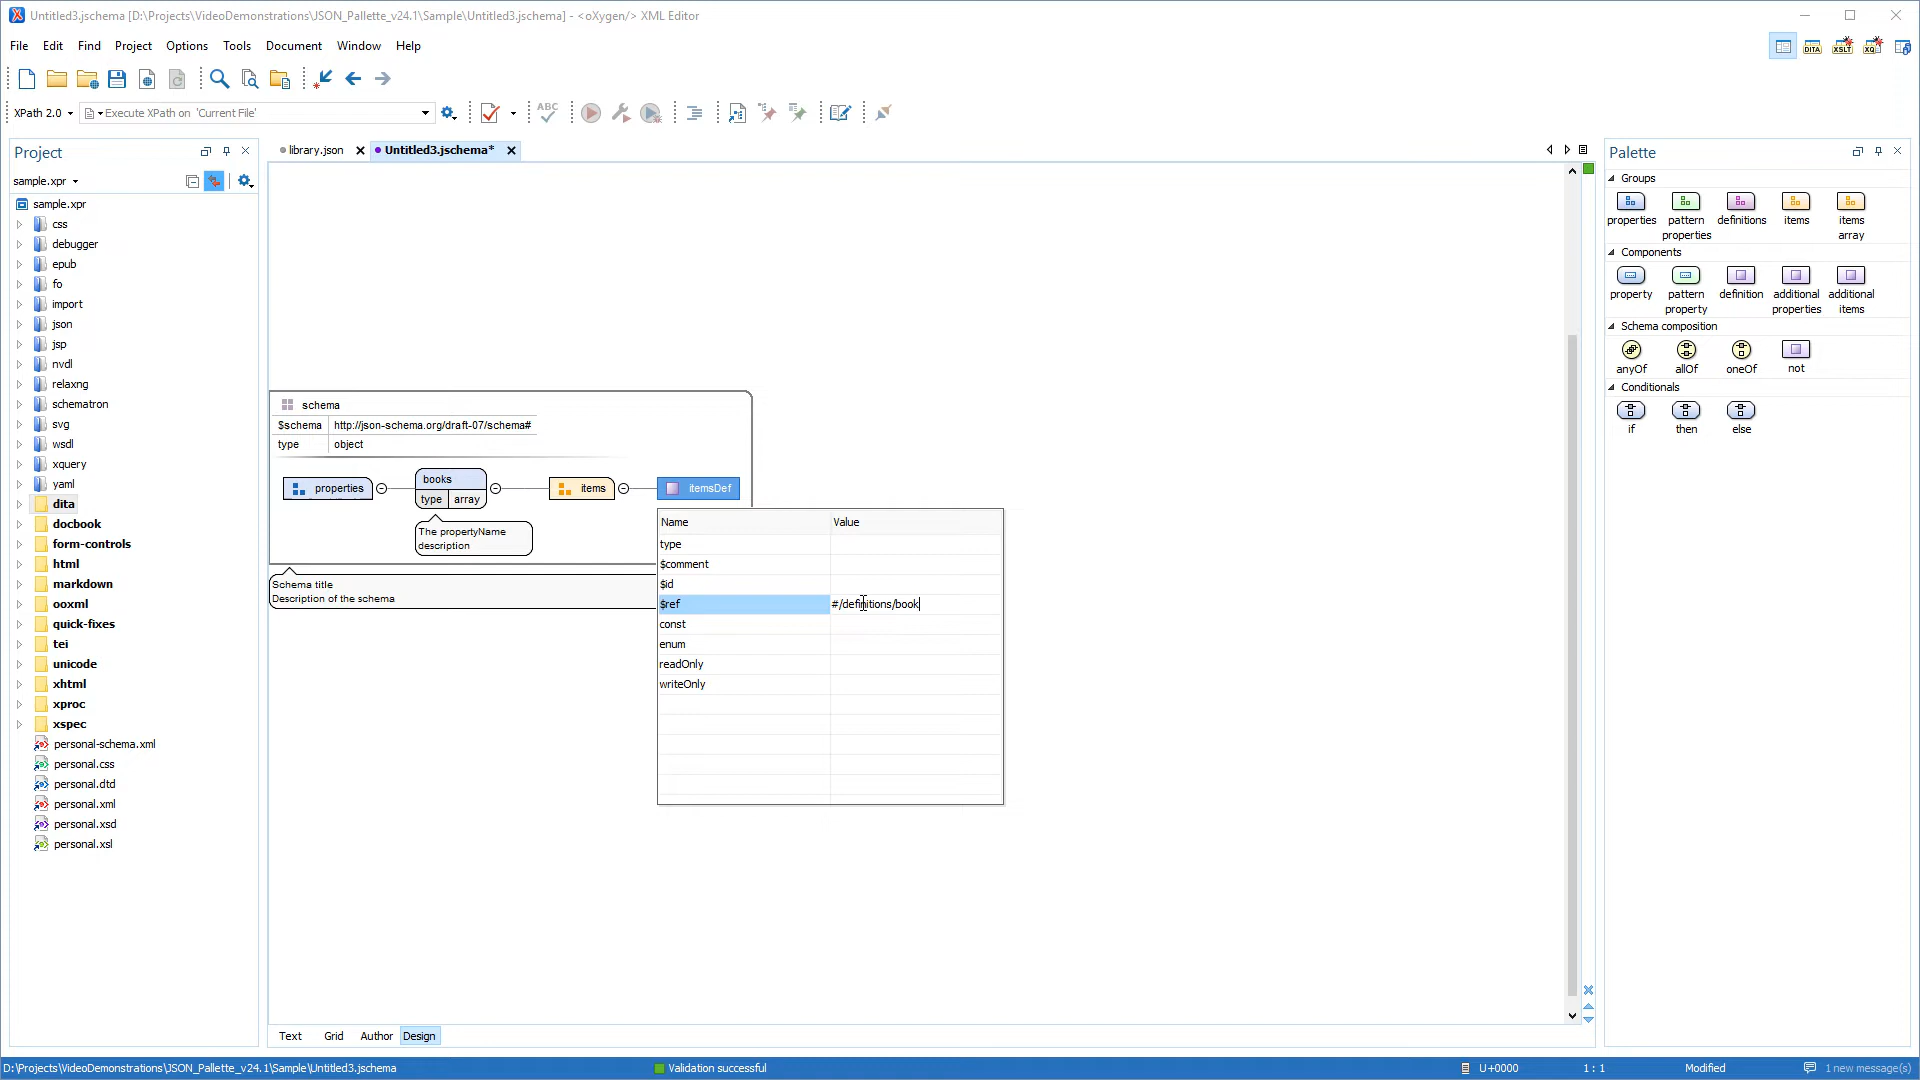 Untitled3.jschema [D:\Projects\VideoDemonstrations\JSON_Pallette_v24.1\Sample\Untitled3.jschema] - <oXygen/> XML Editor
File Edit Find Project Options Tools Document Window Help
DITA XSLT XQ
XPath 2.0 Execute XPath on 'Current File'
ABC
Project
sample.xpr
sample.xpr
css
debugger
epub
fo
import
json
jsp
nvdl
relaxng
schematron
svg
wsdl
xquery
yaml
dita
docbook
form-controls
html
markdown
ooxml
quick-fixes
tei
unicode
xhtml
xproc
xspec
personal-schema.xml
personal.css
personal.dtd
personal.xml
personal.xsd
personal.xsl
library.json Untitled3.jschema*
schema
$schema http://json-schema.org/draft-07/schema#
type object
properties
books
type array
The propertyName
description
items
itemsDef
Schema title
Description of the schema
Name Value
type
$comment
$id
$ref #/definitions/book
const
enum
readOnly
writeOnly
Text Grid Author Design
Palette
Groups
properties
pattern
properties
definitions
items
items
array
Components
property
pattern
property
definition
additional
properties
additional
items
Schema composition
anyOf
allOf
oneOf
not
Conditionals
if
then
else
D:\Projects\VideoDemonstrations\JSON_Pallette_v24.1\Sample\Untitled3.jschema Validation successful U+0000 1 : 1 Modified 1 new message(s)